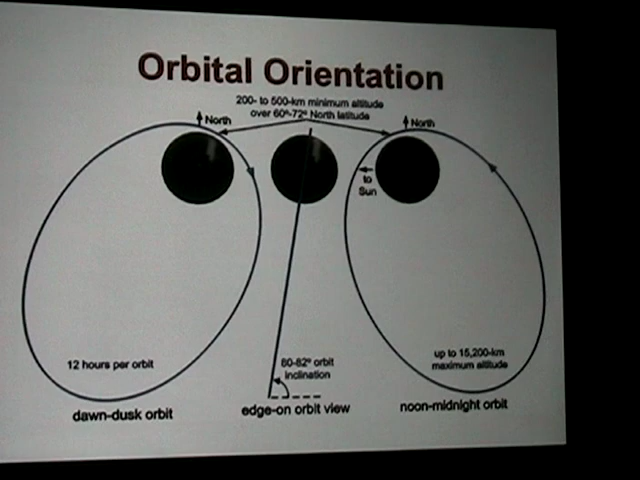 Orbital Orientation
200- to 500-km minimum altitude
over 60°-72° North latitude
North
North
to
Sun
12 hours per orbit
80-82° orbit
inclination
up to 15,200-km
maximum altitude
dawn-dusk orbit
edge-on orbit view
noon-midnight orbit